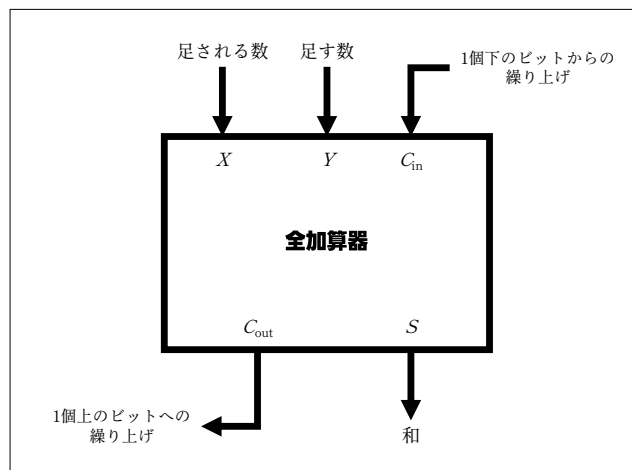 足される数
足す数
1個下のビットからの
繰り上げ
X
Y
C_in
全加算器
C_out
S
1個上のビットへの
繰り上げ
和